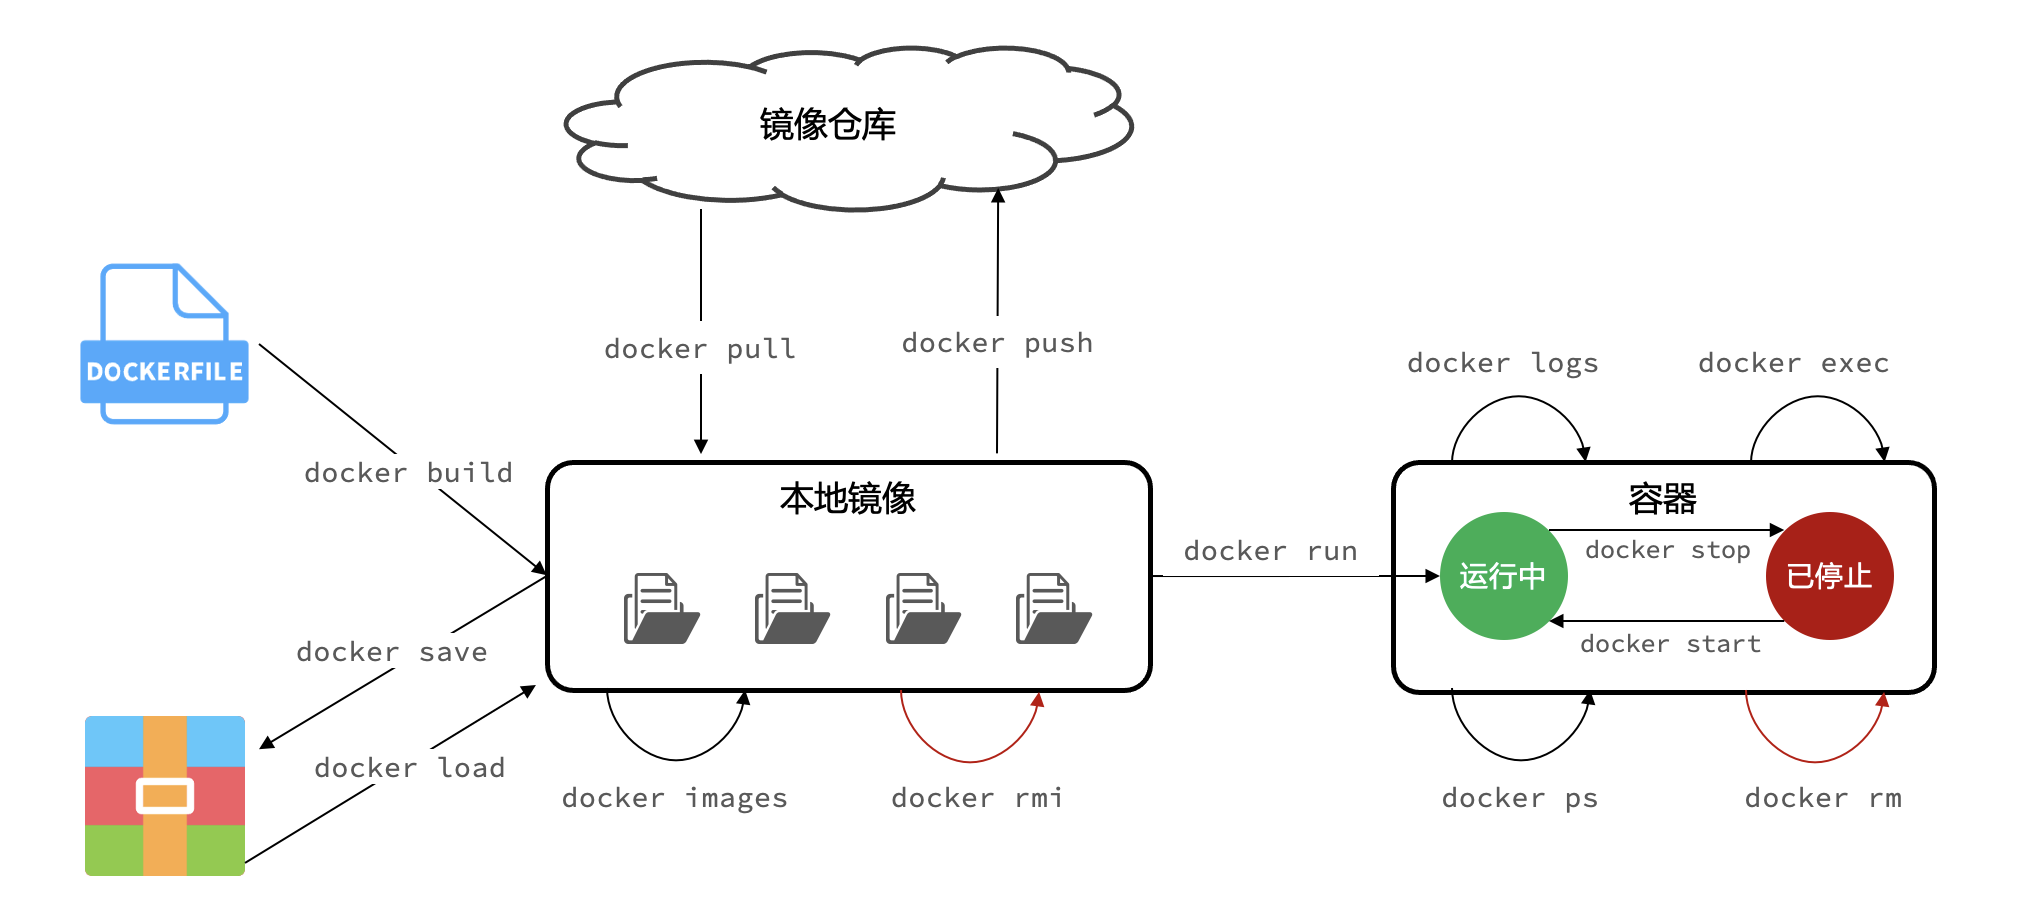 镜像仓库
docker pull
docker push
DOCKERFILE
docker build
docker logs
docker exec
本地镜像
容器
docker run
运行中
docker stop
已停止
docker start
docker save
docker load
docker images
docker rmi
docker ps
docker rm